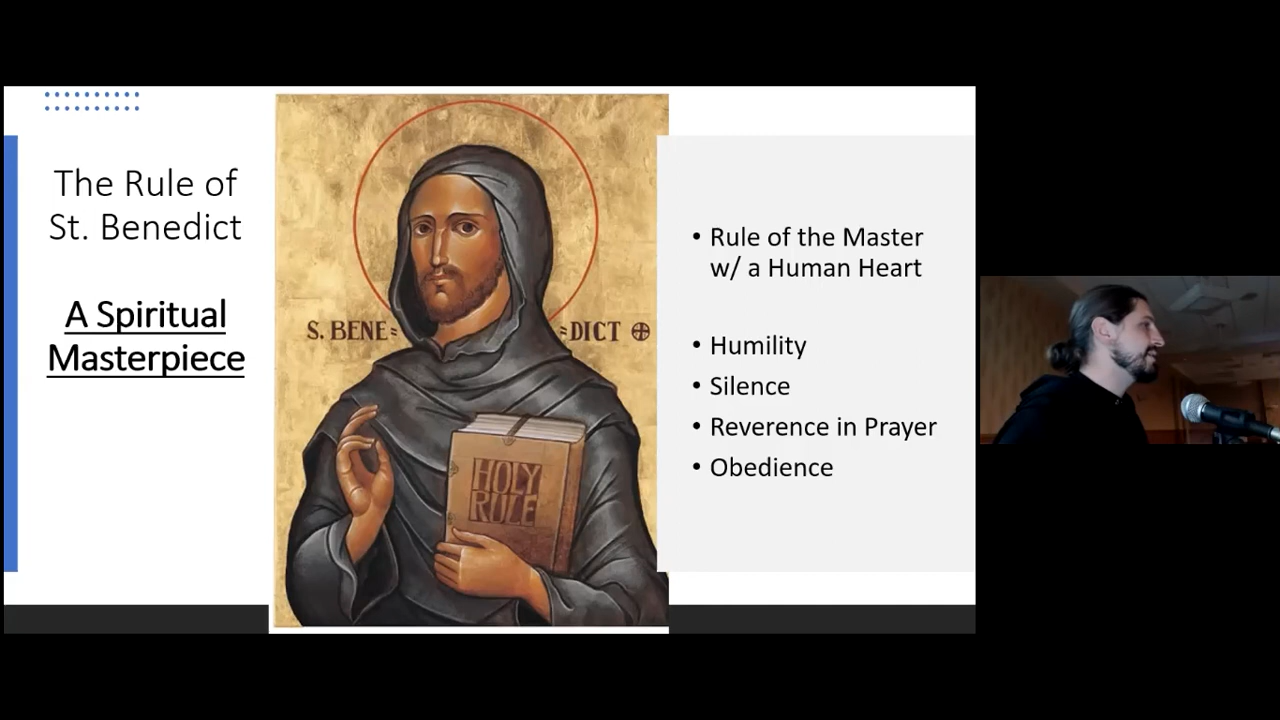 The Rule of
St. Benedict
A Spiritual
Masterpiece
S. BENE
DICT
HOLY
RULE
• Rule of the Master
w/ a Human Heart
• Humility
• Silence
• Reverence in Prayer
• Obedience